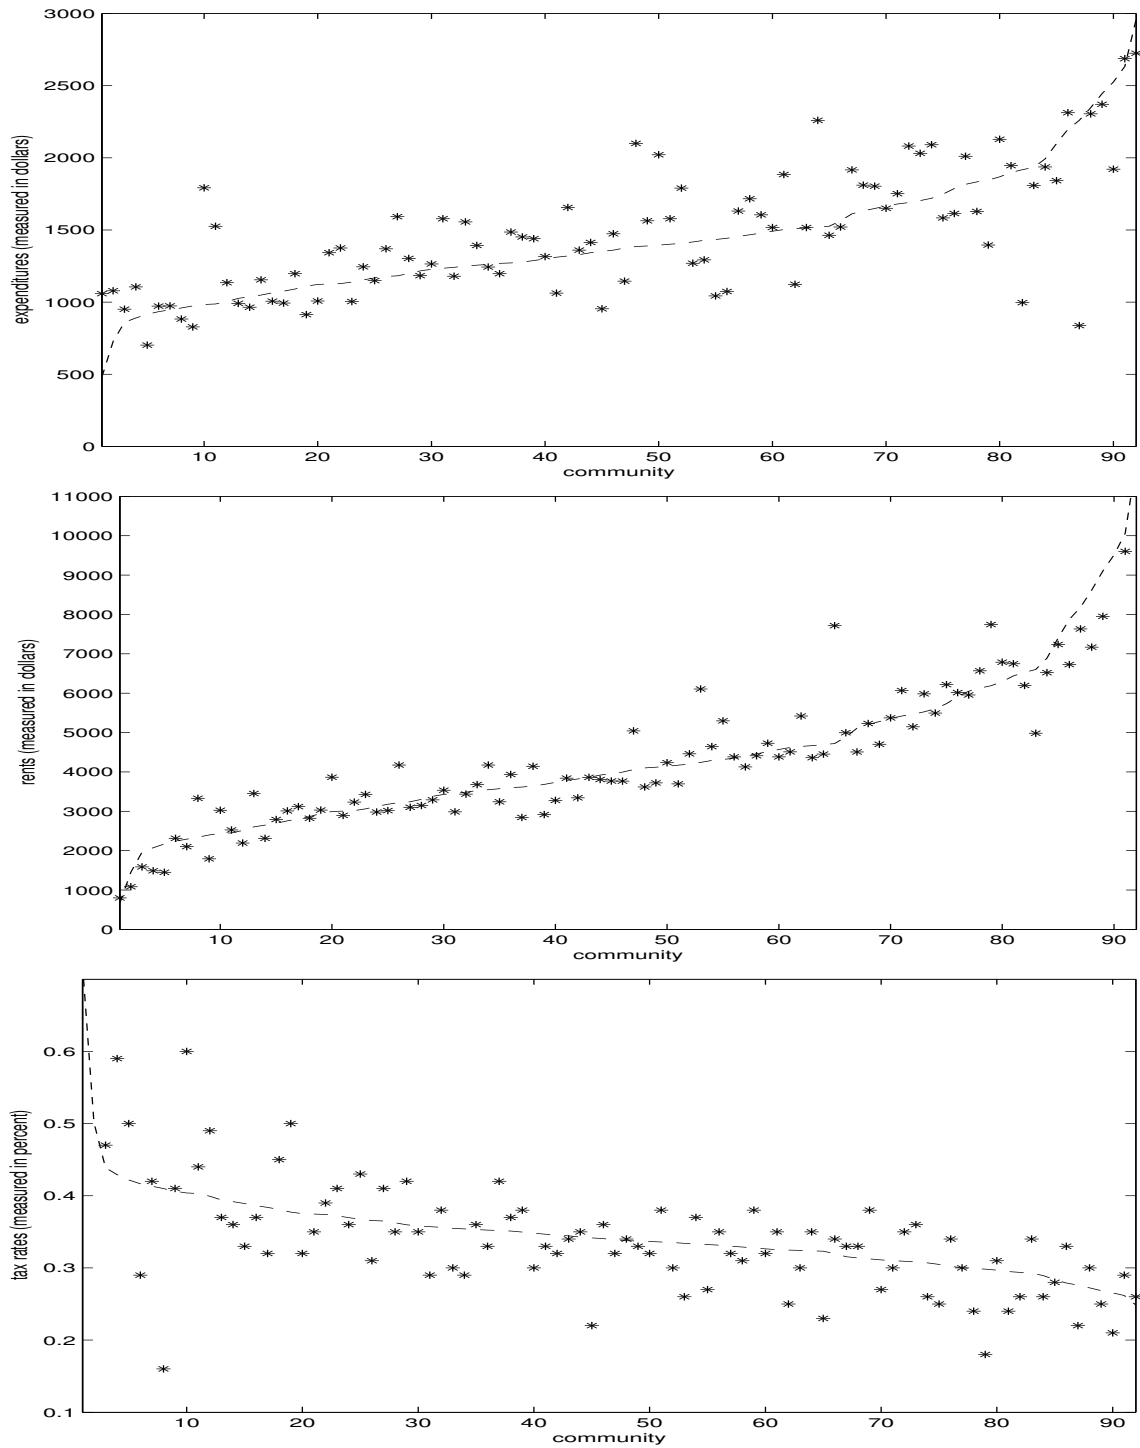 3000
2500
2000
1500
1000
500
0
expenditures (measured in dollars)
10 20 30 40 50 60 70 80 90
community
11000
10000
9000
8000
7000
6000
5000
4000
3000
2000
1000
0
rents (measured in dollars)
10 20 30 40 50 60 70 80 90
community
0.6
0.5
0.4
0.3
0.2
0.1
tax rates (measured in percent)
10 20 30 40 50 60 70 80 90
community